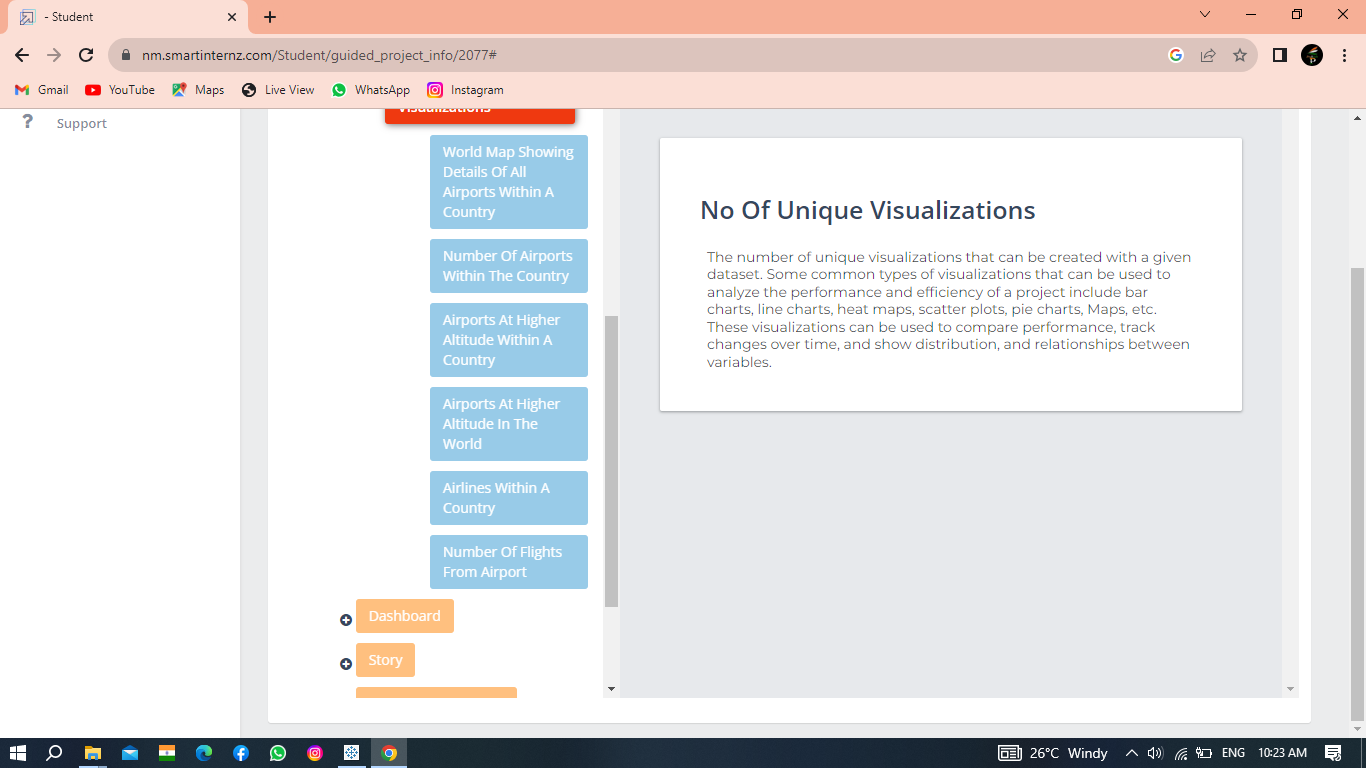 - Student
nm.smartinternz.com/Student/guided_project_info/2077#
Gmail
YouTube
Maps
Live View
WhatsApp
Instagram
? Support
Visualizations
World Map Showing
Details Of All
Airports Within A
Country
Number Of Airports
Within The Country
Airports At Higher
Altitude Within A
Country
Airports At Higher
Altitude In The
World
Airlines Within A
Country
Number Of Flights
From Airport
Dashboard
Story
No Of Unique Visualizations
The number of unique visualizations that can be created with a given
dataset. Some common types of visualizations that can be used to
analyze the performance and efficiency of a project include bar
charts, line charts, heat maps, scatter plots, pie charts, Maps, etc.
These visualizations can be used to compare performance, track
changes over time, and show distribution, and relationships between
variables.
26°C Windy
ENG
10:23 AM